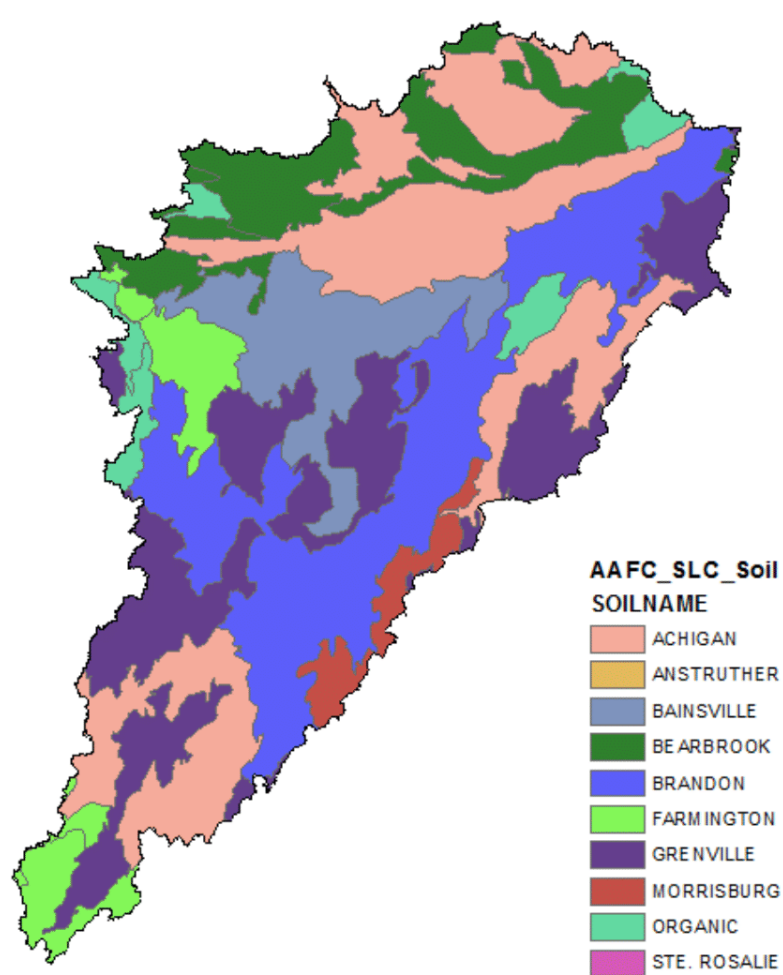 AAFC_SLC_Soil
SOILNAME
ACHIGAN
ANSTRUTHER
BAINSVILLE
BEARBROOK
BRANDON
FARMINGTON
GRENVILLE
MORRISBURG
ORGANIC
STE. ROSALIE